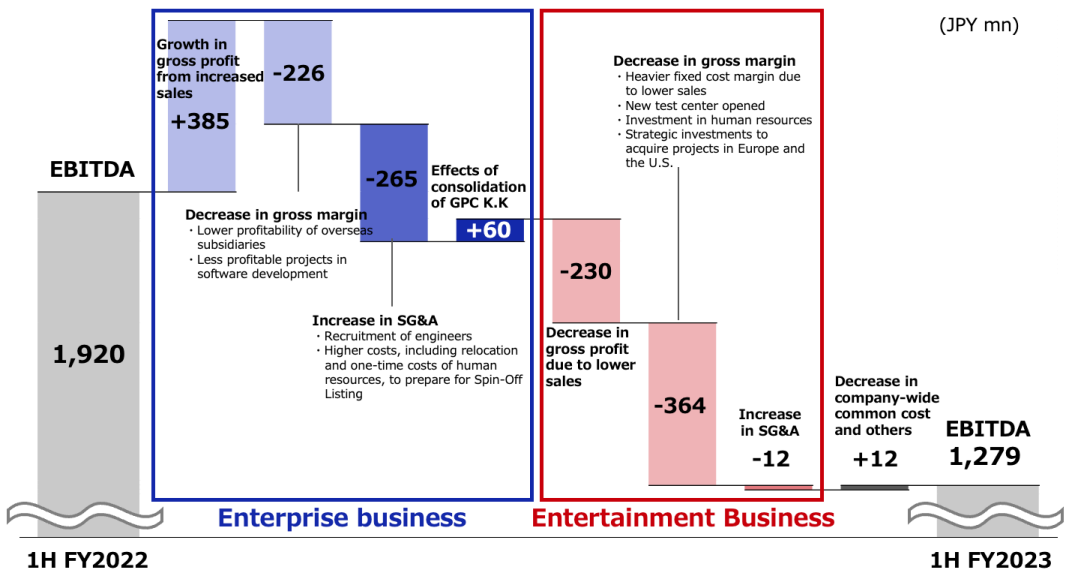 (JPY mn)
EBITDA
1,920
1H FY2022
Growth in
gross profit
from increased
sales
+385
-226
Decrease in gross margin
・Lower profitability of overseas
subsidiaries
・Less profitable projects in
software development
-265
Increase in SG&A
・Recruitment of engineers
・Higher costs, including relocation
and one-time costs of human
resources, to prepare for Spin-Off
Listing
Effects of
consolidation
of GPC K.K
+60
Enterprise business
-230
Decrease in
gross profit
due to lower
sales
Decrease in gross margin
・Heavier fixed cost margin due
to lower sales
・New test center opened
・Investment in human resources
・Strategic investments to
acquire projects in Europe and
the U.S.
-364
Increase
in SG&A
-12
Entertainment Business
Decrease in
company-wide
common cost
and others
+12
EBITDA
1,279
1H FY2023